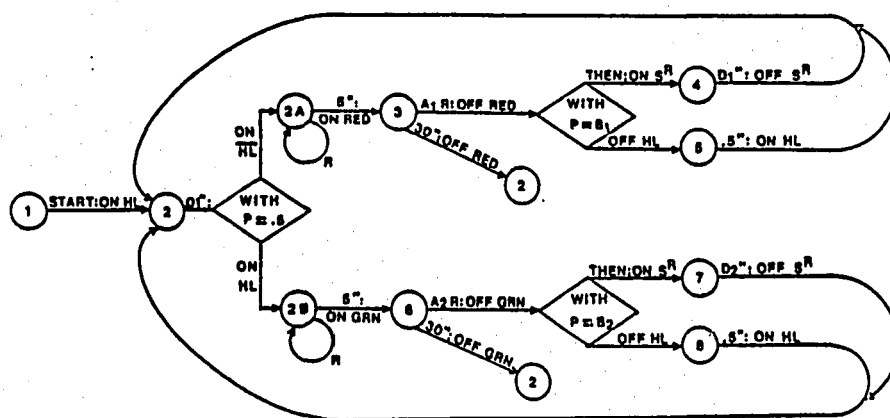 THEN:ON S^R
4
D1": OFF S^R
2A
5":
ON RED
3
A1 R: OFF RED
WITH
P = B1
ON
HL
R
30": OFF RED
OFF HL
5
.5": ON HL
2
1
START: ON HL
2
01":
WITH
P = .5
ON
HL
THEN:ON S^R
7
D2": OFF S^R
2B
5":
ON GRN
6
A2 R: OFF GRN
WITH
P = B2
R
30": OFF GRN
OFF HL
8
.5": ON HL
2